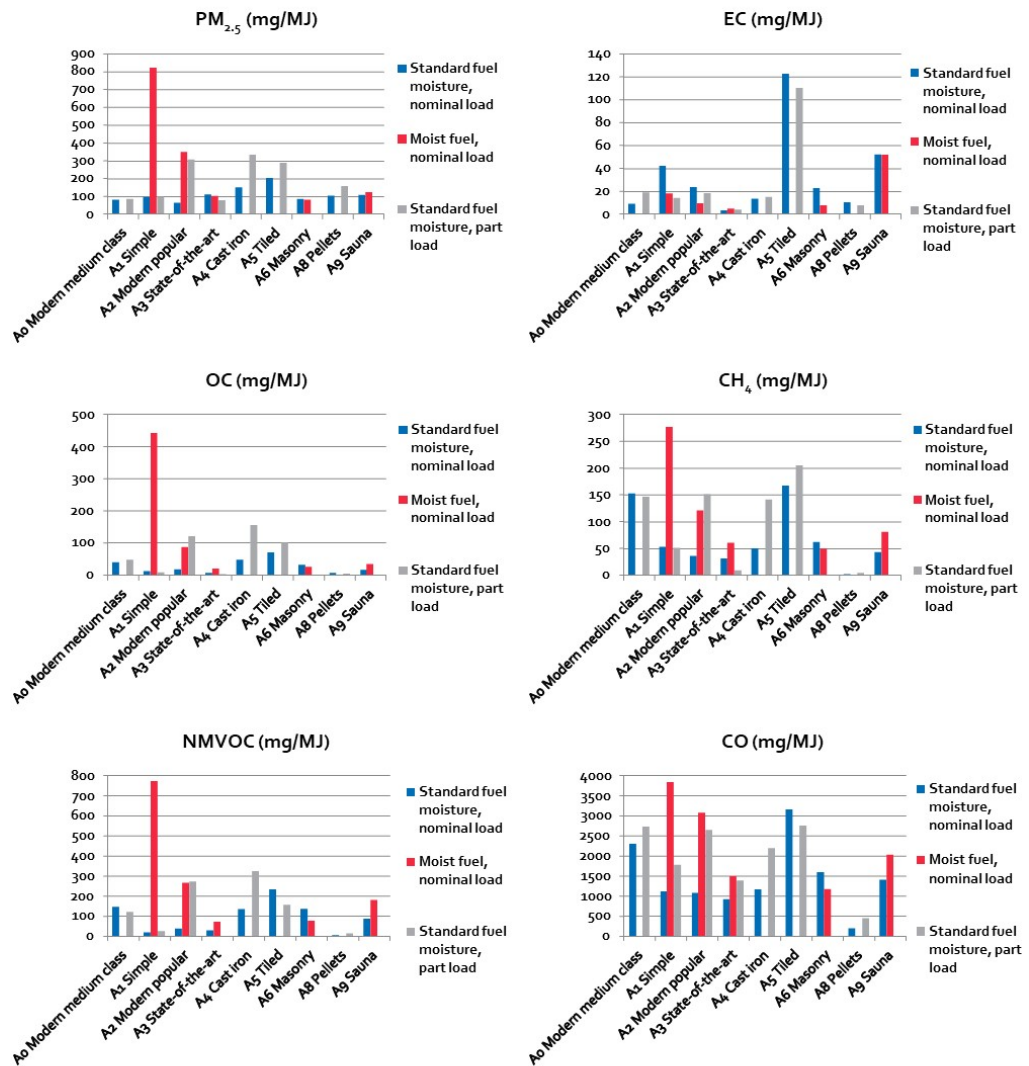 PM2.5 (mg/MJ)
900
800
700
600
500
400
300
200
100
0
A0 Modern medium class
A1 Simple
A2 Modern popular
A3 State-of-the-art
A4 Cast iron
A5 Tiled
A6 Masonry
A8 Pellets
A9 Sauna
Standard fuel
moisture,
nominal load
Moist fuel,
nominal load
Standard fuel
moisture, part
load
EC (mg/MJ)
140
120
100
80
60
40
20
0
A0 Modern medium class
A1 Simple
A2 Modern popular
A3 State-of-the-art
A4 Cast iron
A5 Tiled
A6 Masonry
A8 Pellets
A9 Sauna
Standard fuel
moisture,
nominal load
Moist fuel,
nominal load
Standard fuel
moisture, part
load
OC (mg/MJ)
500
400
300
200
100
0
A0 Modern medium class
A1 Simple
A2 Modern popular
A3 State-of-the-art
A4 Cast iron
A5 Tiled
A6 Masonry
A8 Pellets
A9 Sauna
Standard fuel
moisture,
nominal load
Moist fuel,
nominal load
Standard fuel
moisture, part
load
CH4 (mg/MJ)
300
250
200
150
100
50
0
A0 Modern medium class
A1 Simple
A2 Modern popular
A3 State-of-the-art
A4 Cast iron
A5 Tiled
A6 Masonry
A8 Pellets
A9 Sauna
Standard fuel
moisture,
nominal load
Moist fuel,
nominal load
Standard fuel
moisture, part
load
NMVOC (mg/MJ)
800
700
600
500
400
300
200
100
0
A0 Modern medium class
A1 Simple
A2 Modern popular
A3 State-of-the-art
A4 Cast iron
A5 Tiled
A6 Masonry
A8 Pellets
A9 Sauna
Standard fuel
moisture,
nominal load
Moist fuel,
nominal load
Standard fuel
moisture, part
load
CO (mg/MJ)
4000
3500
3000
2500
2000
1500
1000
500
0
A0 Modern medium class
A1 Simple
A2 Modern popular
A3 State-of-the-art
A4 Cast iron
A5 Tiled
A6 Masonry
A8 Pellets
A9 Sauna
Standard fuel
moisture,
nominal load
Moist fuel,
nominal load
Standard fuel
moisture, part
load